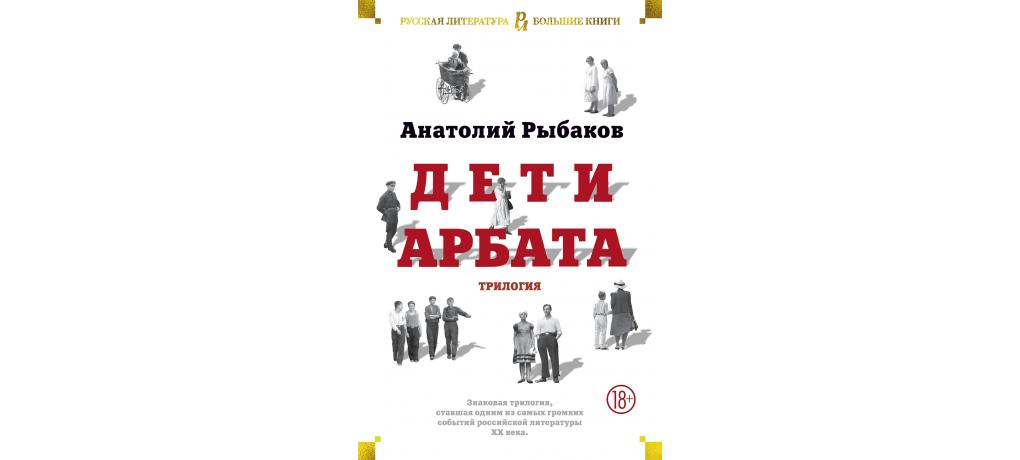 РУССКАЯ ЛИТЕРАТУРА РЛ БОЛЬШИЕ КНИГИ
Анатолий Рыбаков
ДЕТИ
АРБАТА
ТРИЛОГИЯ
18+
Знаковая трилогия,
ставшая одним из самых громких
событий российской литературы
XX века.